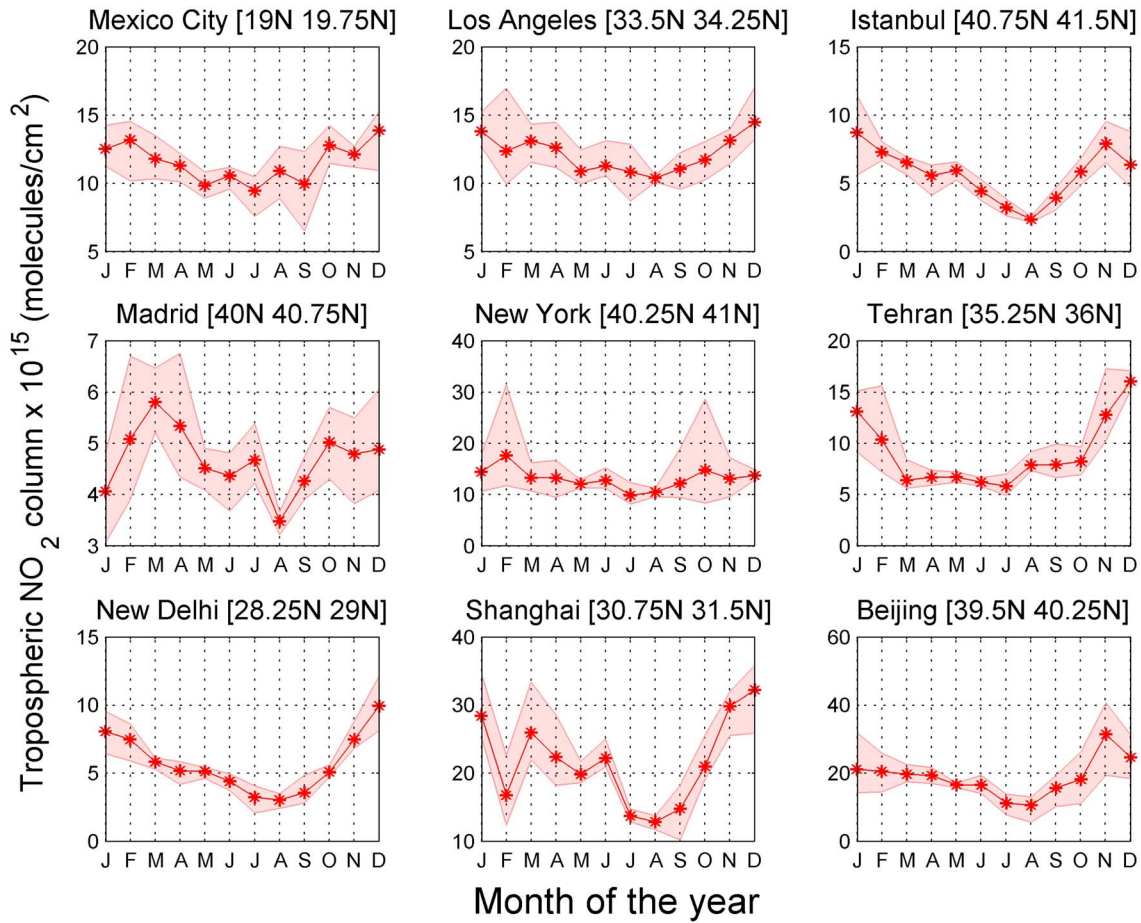 Mexico City [19N 19.75N]
Los Angeles [33.5N 34.25N]
Istanbul [40.75N 41.5N]
20
15
10
5
J F M A M J J A S O N D
20
15
10
5
J F M A M J J A S O N D
15
10
5
0
J F M A M J J A S O N D
Tropospheric NO2 column x 10^15 (molecules/cm^2)
Madrid [40N 40.75N]
New York [40.25N 41N]
Tehran [35.25N 36N]
7
6
5
4
3
J F M A M J J A S O N D
40
30
20
10
0
J F M A M J J A S O N D
20
15
10
5
0
J F M A M J J A S O N D
New Delhi [28.25N 29N]
Shanghai [30.75N 31.5N]
Beijing [39.5N 40.25N]
15
10
5
0
J F M A M J J A S O N D
40
30
20
10
J F M A M J J A S O N D
60
40
20
0
J F M A M J J A S O N D
Month of the year